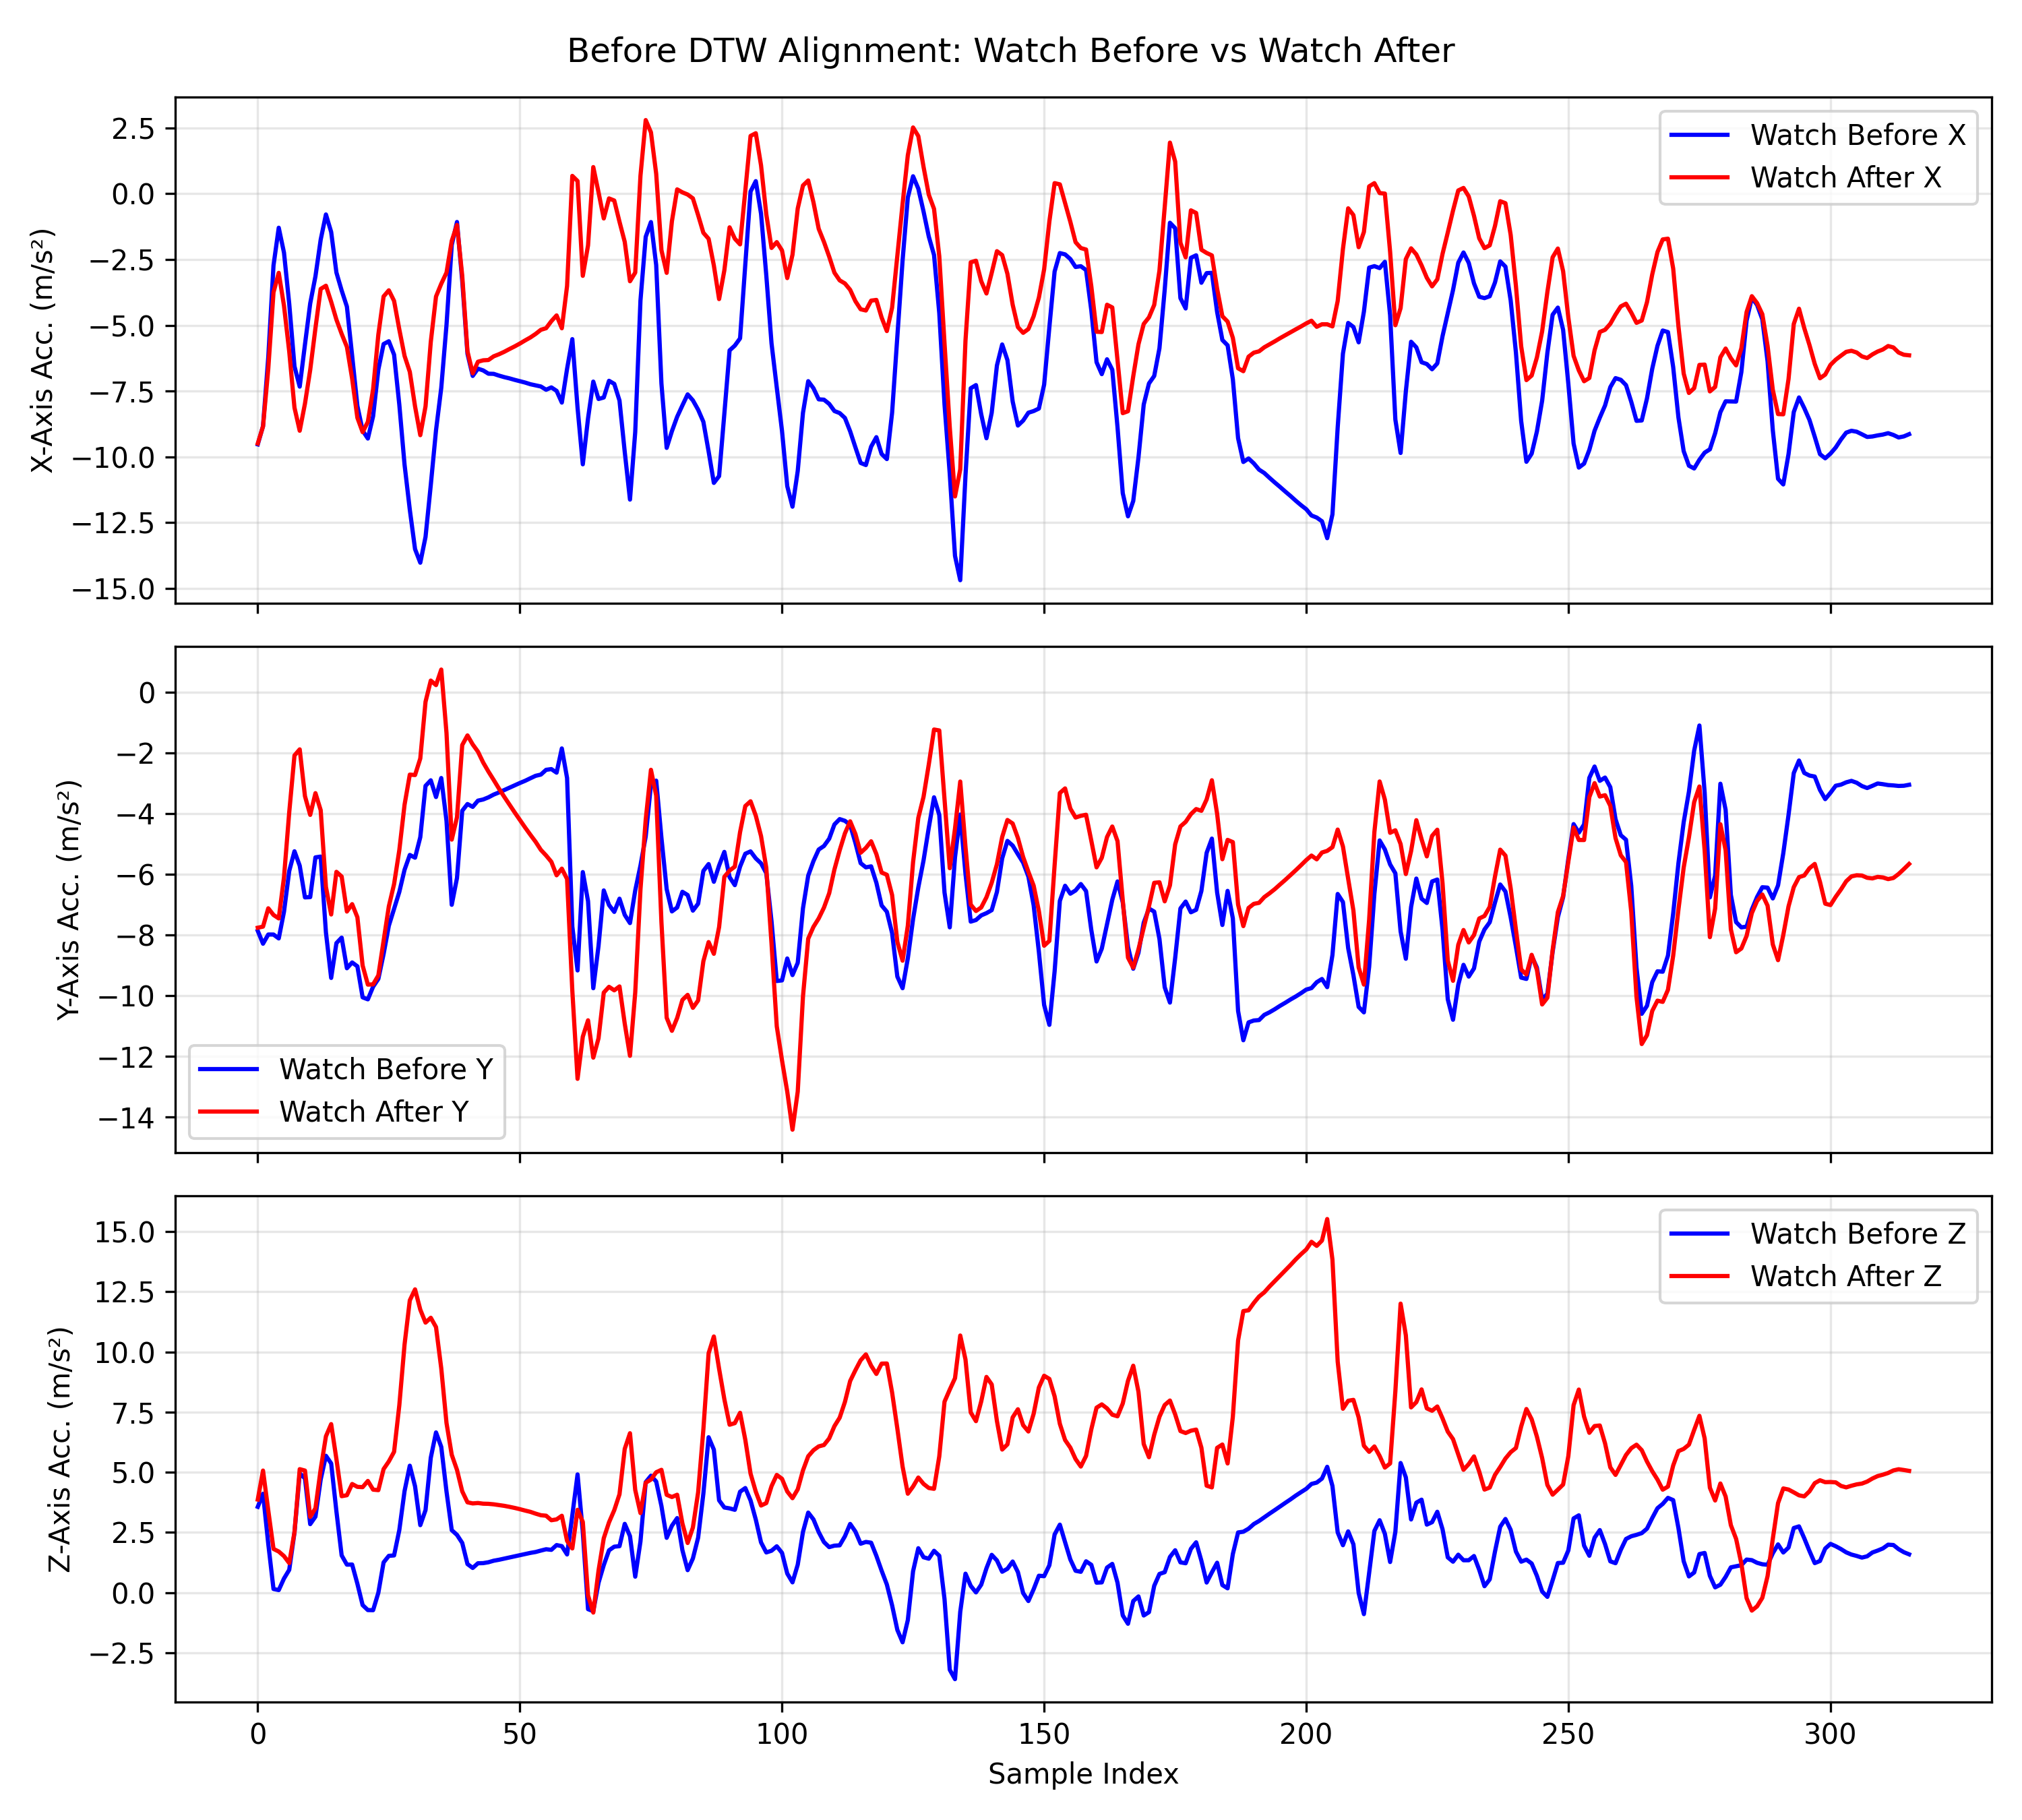 Before DTW Alignment: Watch Before vs Watch After
X-Axis Acc. (m/s²)
2.5
0.0
−2.5
−5.0
−7.5
−10.0
−12.5
−15.0
Watch Before X
Watch After X
Y-Axis Acc. (m/s²)
0
−2
−4
−6
−8
−10
−12
−14
Watch Before Y
Watch After Y
Z-Axis Acc. (m/s²)
15.0
12.5
10.0
7.5
5.0
2.5
0.0
−2.5
Watch Before Z
Watch After Z
0 50 100 150 200 250 300
Sample Index